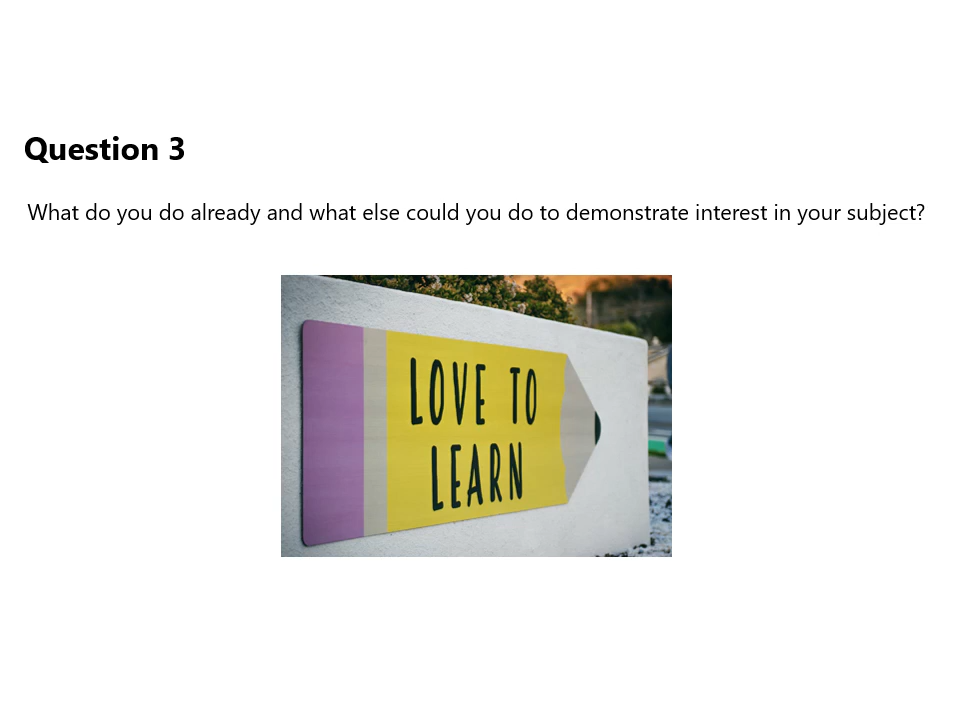 Question 3
What do you do already and what else could you do to demonstrate interest in your subject?
LOVE TO
LEARN